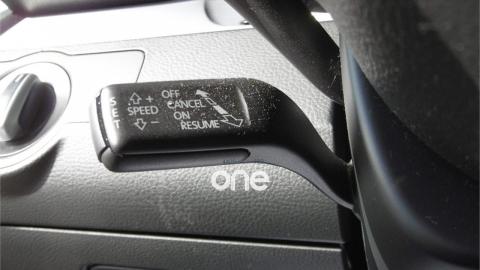 SET
SPEED + -
OFF
CANCEL
ON
RESUME
one